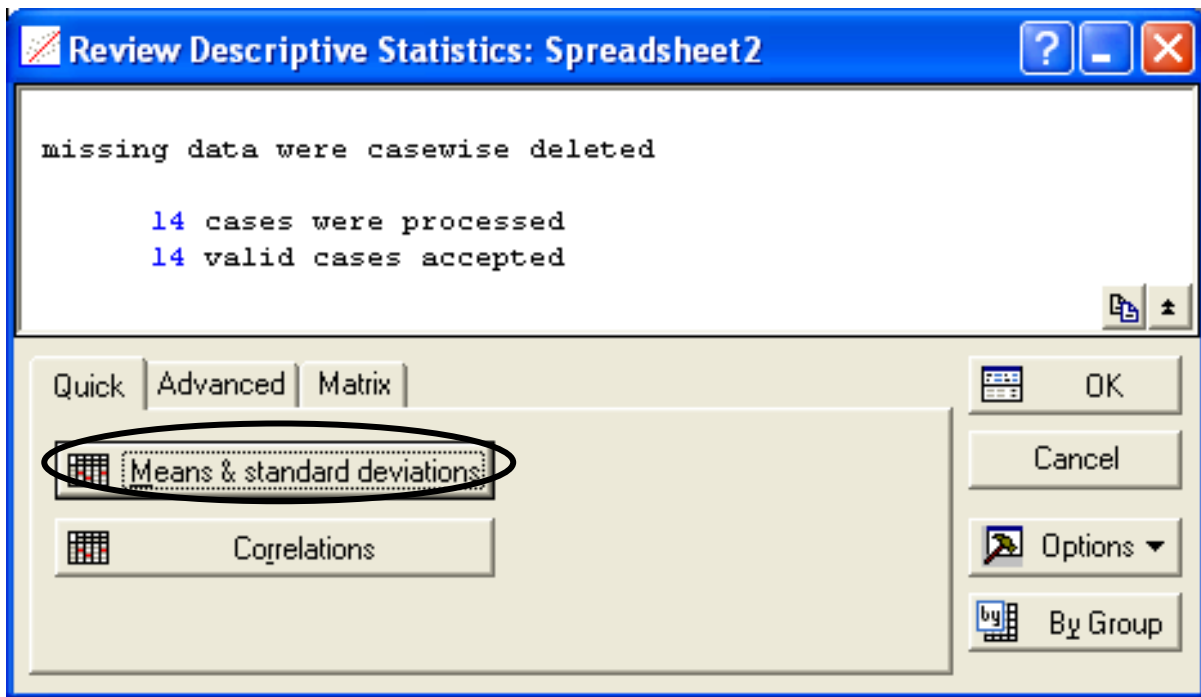 Review Descriptive Statistics: Spreadsheet2
?
missing data were casewise deleted
14 cases were processed
14 valid cases accepted
Quick Advanced Matrix
Means & standard deviations
Correlations
OK
Cancel
Options
by By Group